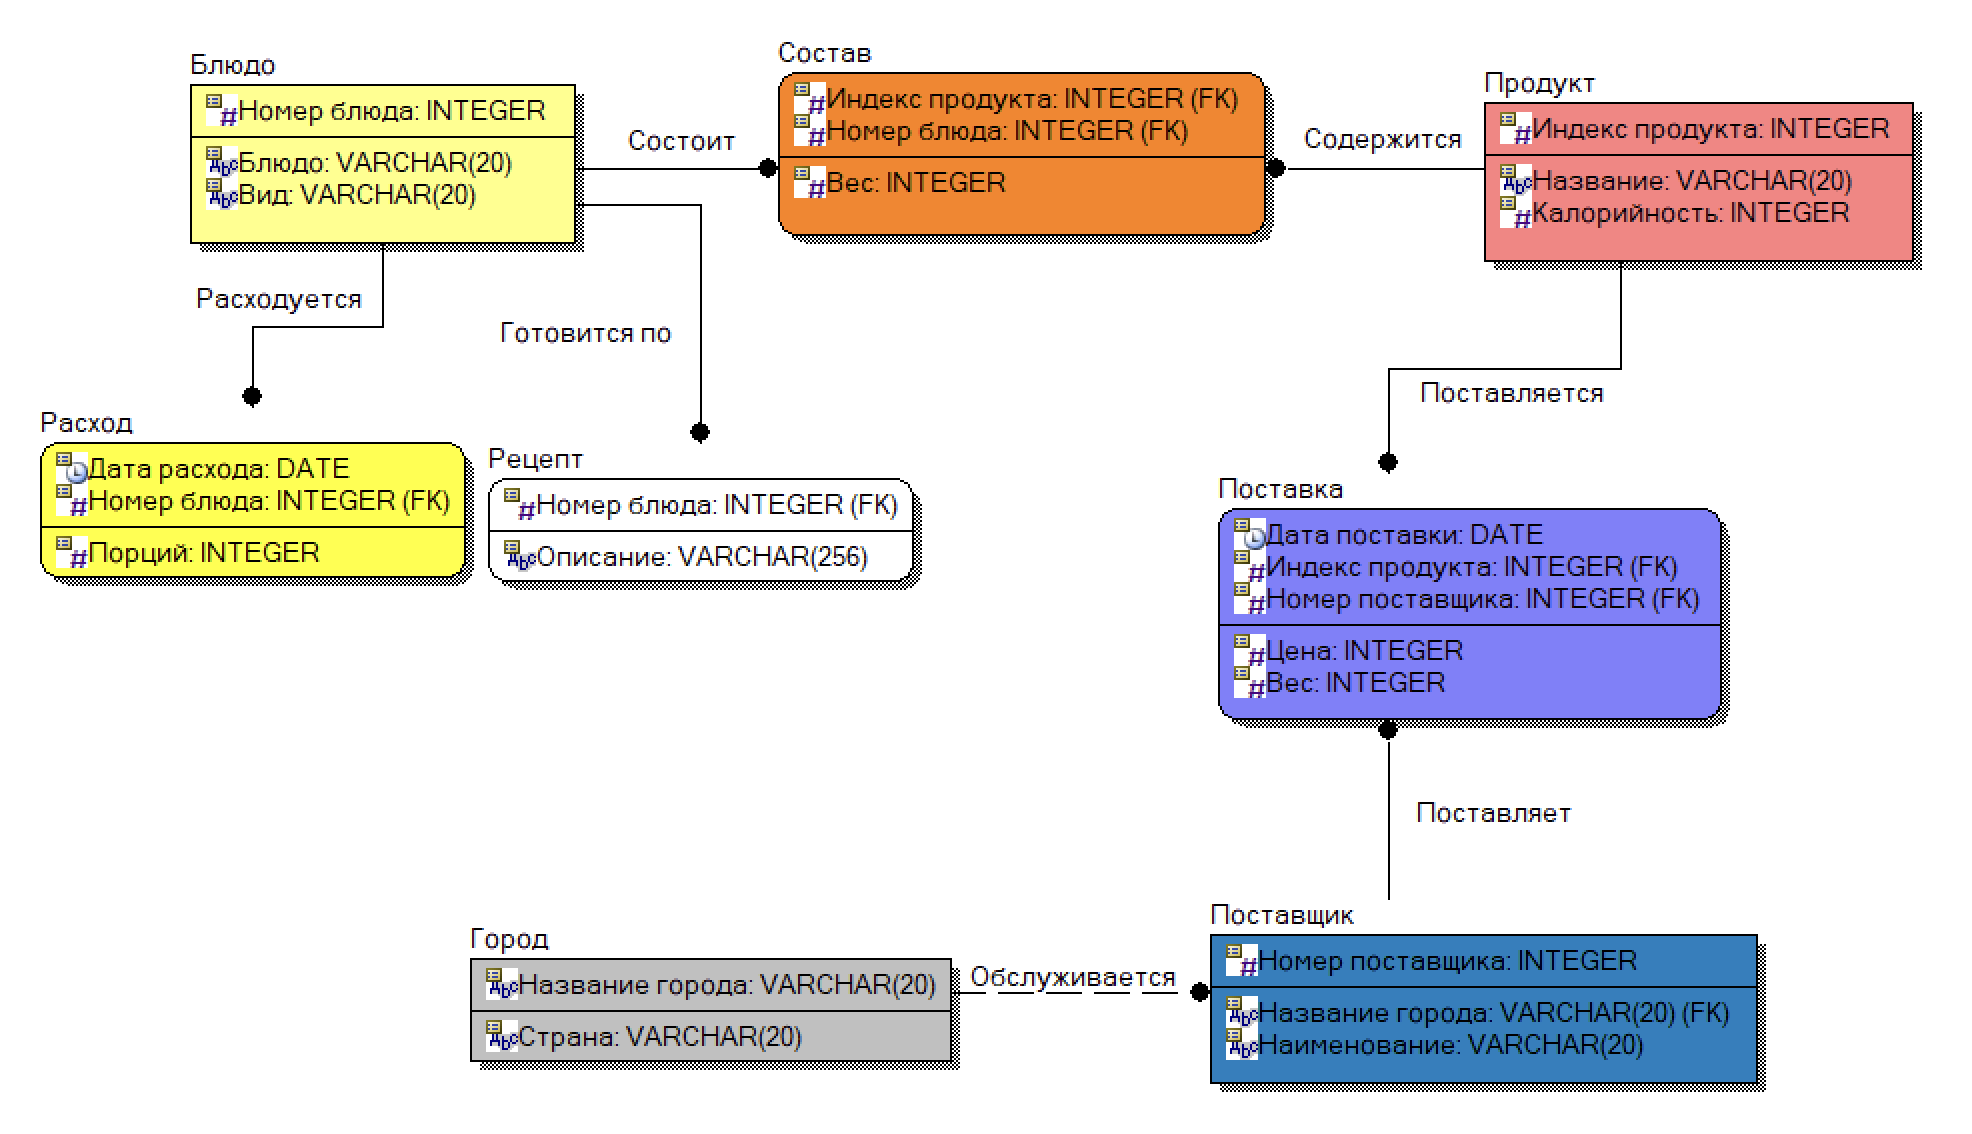 Блюдо
Номер блюда: INTEGER
Блюдо: VARCHAR(20)
Вид: VARCHAR(20)
Состоит
Состав
Индекс продукта: INTEGER (FK)
Номер блюда: INTEGER (FK)
Вес: INTEGER
Содержится
Продукт
Индекс продукта: INTEGER
Название: VARCHAR(20)
Калорийность: INTEGER
Расходуется
Готовится по
Поставляется
Расход
Дата расхода: DATE
Номер блюда: INTEGER (FK)
Порций: INTEGER
Рецепт
Номер блюда: INTEGER (FK)
Описание: VARCHAR(256)
Поставка
Дата поставки: DATE
Индекс продукта: INTEGER (FK)
Номер поставщика: INTEGER (FK)
Цена: INTEGER
Вес: INTEGER
Поставляет
Город
Название города: VARCHAR(20)
Страна: VARCHAR(20)
Обслуживается
Поставщик
Номер поставщика: INTEGER
Название города: VARCHAR(20) (FK)
Наименование: VARCHAR(20)